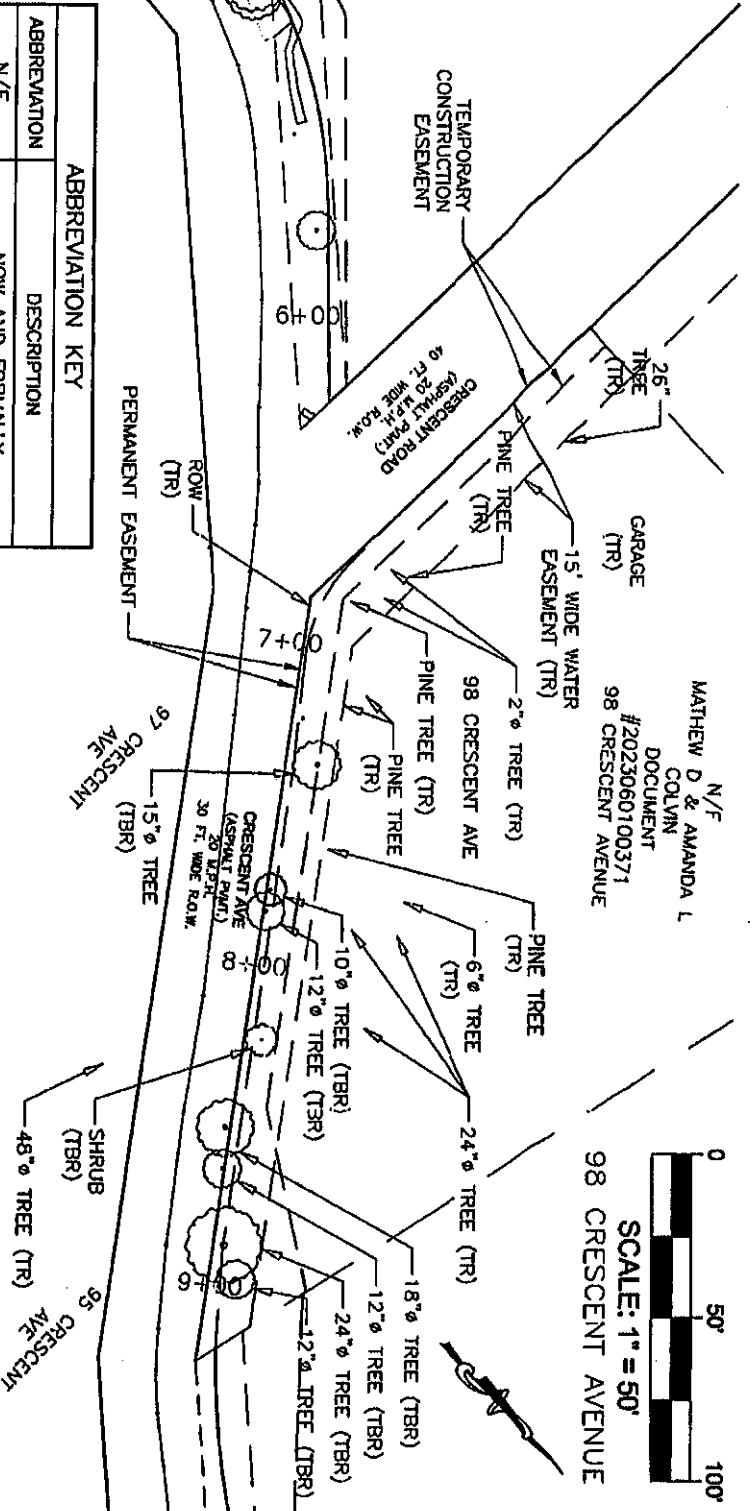 TEMPORARY
CONSTRUCTION
EASEMENT
6+00
CRESCENT ROAD
(ASPHALT PVMT.)
20 M.P.H.
40 FT. WIDE R.O.W.
26"
TREE
(TR)
GARAGE
(TR)
PINE TREE
(TR)
15' WIDE WATER
EASEMENT (TR)
N/F
MATHEW D & AMANDA L
COLVIN
DOCUMENT
#2023060100371
98 CRESCENT AVENUE
2"ø TREE (TR)
98 CRESCENT AVE
PINE TREE (TR)
PINE TREE
(TR)
PINE TREE
(TR)
6"ø TREE
(TR)
24"ø TREE (TR)
ROW
(TR)
PERMANENT EASEMENT
7+00
97 CRESCENT
AVE
15"ø TREE
(TBR)
CRESCENT AVE
(ASPHALT PVMT.)
20 M.P.H.
30 FT. WIDE R.O.W.
8+00
10"ø TREE (TBR)
12"ø TREE (TBR)
SHRUB
(TBR)
48"ø TREE (TR)
9+00
18"ø TREE (TBR)
12"ø TREE (TBR)
24"ø TREE (TBR)
12"ø TREE (TBR)
95 CRESCENT
AVE
0 50' 100'
SCALE: 1" = 50'
98 CRESCENT AVENUE
ABBREVIATION KEY
ABBREVIATION DESCRIPTION
N/F NOW AND FORMALLY